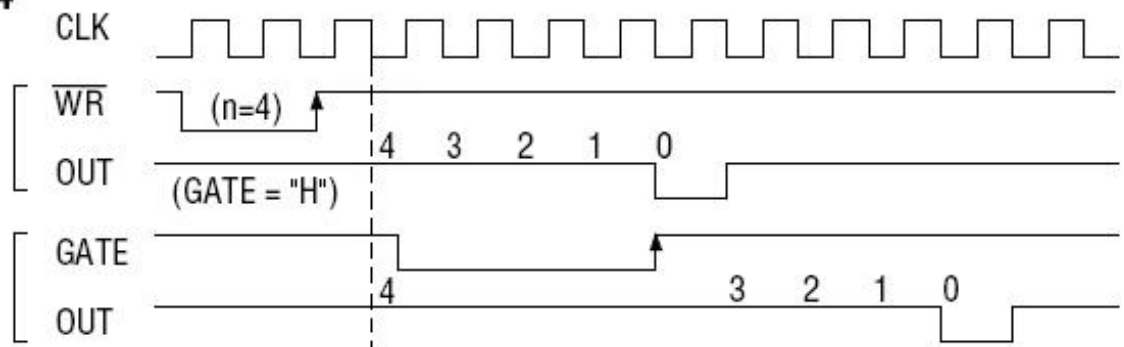 CLK
WR (n=4)
4 3 2 1 0
OUT
(GATE = "H")
GATE
4 3 2 1 0
OUT